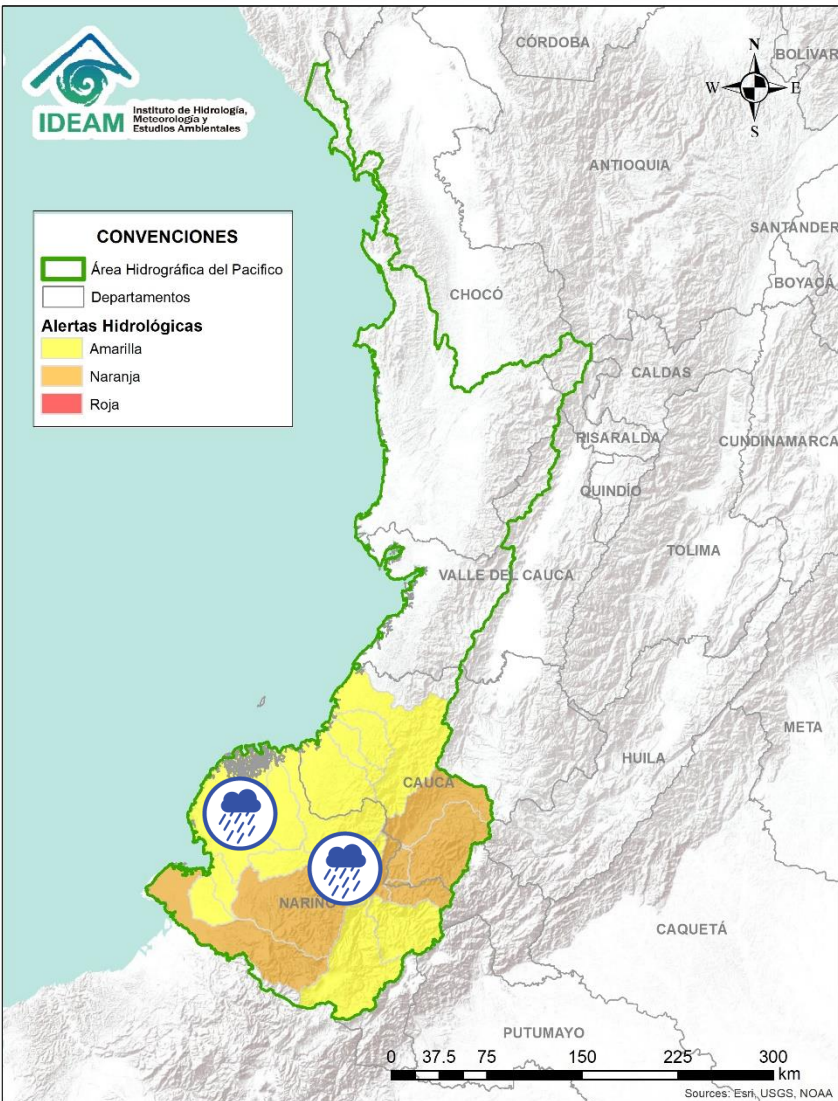 IDEAM
Instituto de Hidrología,
Meteorología y
Estudios Ambientales
CÓRDOBA
BOLÍVAR
N
W E
S
ANTIOQUIA
SANTANDER
BOYACÁ
CONVENCIONES
Área Hidrográfica del Pacifico
Departamentos
Alertas Hidrológicas
Amarilla
Naranja
Roja
CHOCÓ
CALDAS
RISARALDA
CUNDINAMARCA
QUINDÍO
TOLIMA
VALLE DEL CAUCA
META
HUILA
CAUCA
NARIÑO
CAQUETÁ
PUTUMAYO
0 37.5 75 150 225 300
km
Sources: Esri, USGS, NOAA